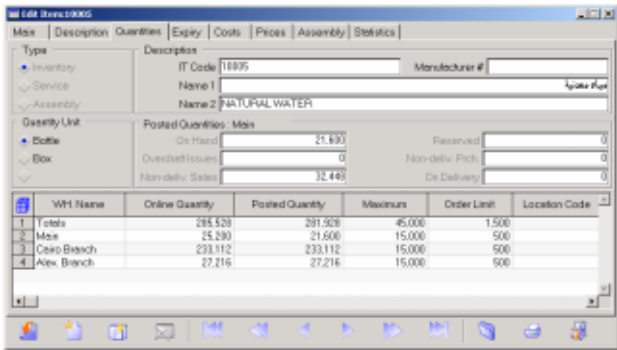 Edit Item:10005
Main Description Quantities Expiry Costs Prices Assembly Statistics
Type
Inventory
Service
Assembly
Description
IT Code 10005 Manufacturer #
Name 1 مياه معدنية
Name 2 NATURAL WATER
Quantity Unit
Bottle
Box
Posted Quantities : Main
On Hand 21,600 Reserved 0
Overdraft Issues 0 Non-deliv. Prch. 0
Non-deliv. Sales 32,448 On Delivery 0
WH. Name Online Quantity Posted Quantity Maximum Order Limit Location Code
1 Totals 285,528 281,928 45,000 1,500
2 Main 25,200 21,600 15,000 500
3 Cairo Branch 233,112 233,112 15,000 500
4 Alex. Branch 27,216 27,216 15,000 500